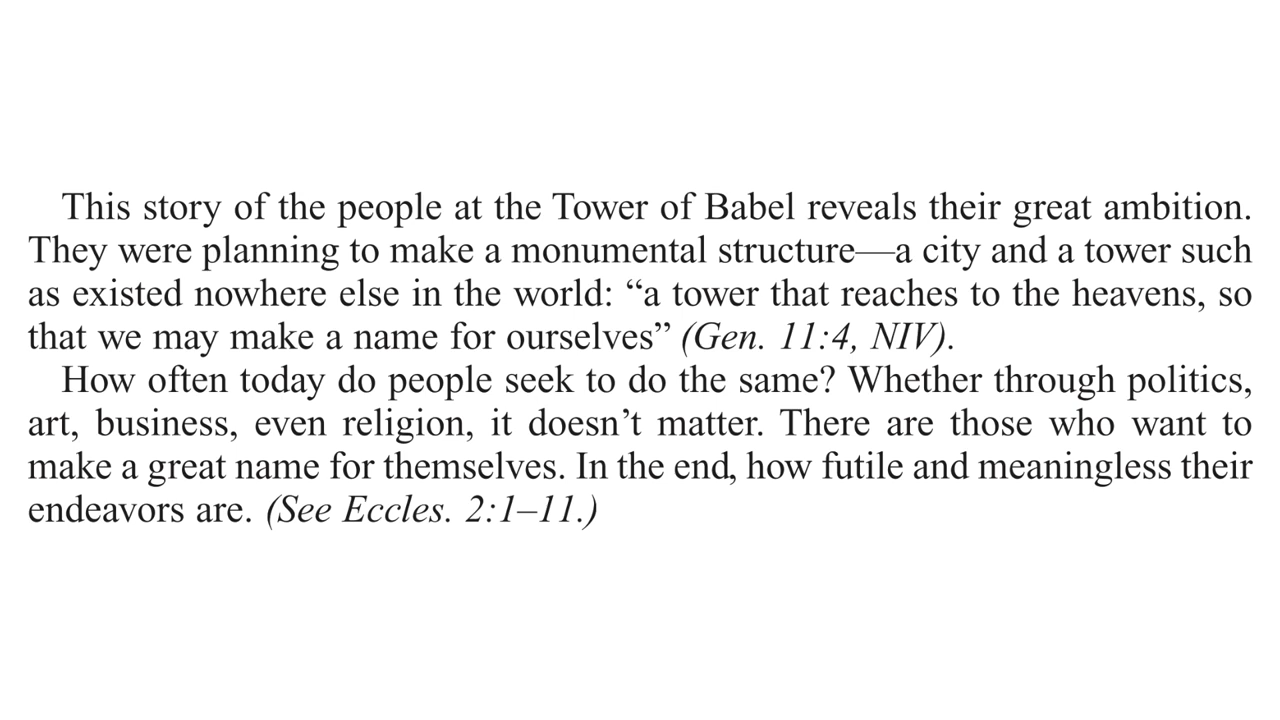 This story of the people at the Tower of Babel reveals their great ambition.
They were planning to make a monumental structure—a city and a tower such
as existed nowhere else in the world: “a tower that reaches to the heavens, so
that we may make a name for ourselves” (Gen. 11:4, NIV).
How often today do people seek to do the same? Whether through politics,
art, business, even religion, it doesn’t matter. There are those who want to
make a great name for themselves. In the end, how futile and meaningless their
endeavors are. (See Eccles. 2:1–11.)